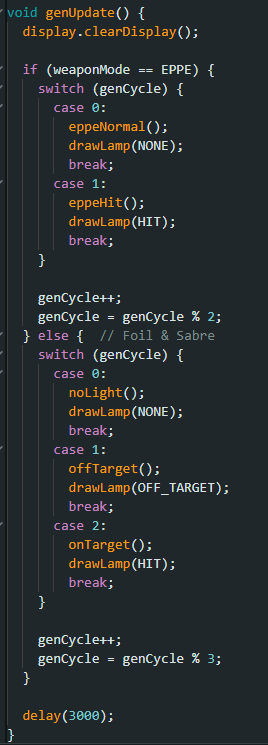 void genUpdate() {
  display.clearDisplay();

  if (weaponMode == EPPE) {
    switch (genCycle) {
      case 0:
        eppeNormal();
        drawLamp(NONE);
        break;
      case 1:
        eppeHit();
        drawLamp(HIT);
        break;
    }

    genCycle++;
    genCycle = genCycle % 2;
  } else {  // Foil & Sabre
    switch (genCycle) {
      case 0:
        noLight();
        drawLamp(NONE);
        break;
      case 1:
        offTarget();
        drawLamp(OFF_TARGET);
        break;
      case 2:
        onTarget();
        drawLamp(HIT);
        break;
    }

    genCycle++;
    genCycle = genCycle % 3;
  }

  delay(3000);
}